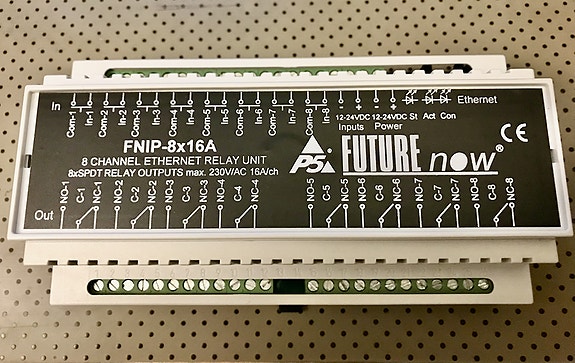 In Com-1 In-1 Com-2 In-2 Com-3 In-3 Com-4 In-4 Com-5 In-5 Com-6 In-6 Com-7 In-7 Com-8 In-8 - + - + Ethernet
12-24VDC 12-24VDC St Act Con
Inputs Power
FNIP-8x16A
8 CHANNEL ETHERNET RELAY UNIT
8xSPDT RELAY OUTPUTS max. 230V/AC 16A/ch
P5 FUTURE now®
CE
Out NO-1 C-1 NC-1 NO-2 C-2 NC-2 NO-3 C-3 NC-3 NO-4 C-4 NC-4 NO-5 C-5 NC-5 NO-6 C-6 NC-6 NO-7 C-7 NC-7 NO-8 C-8 NC-8